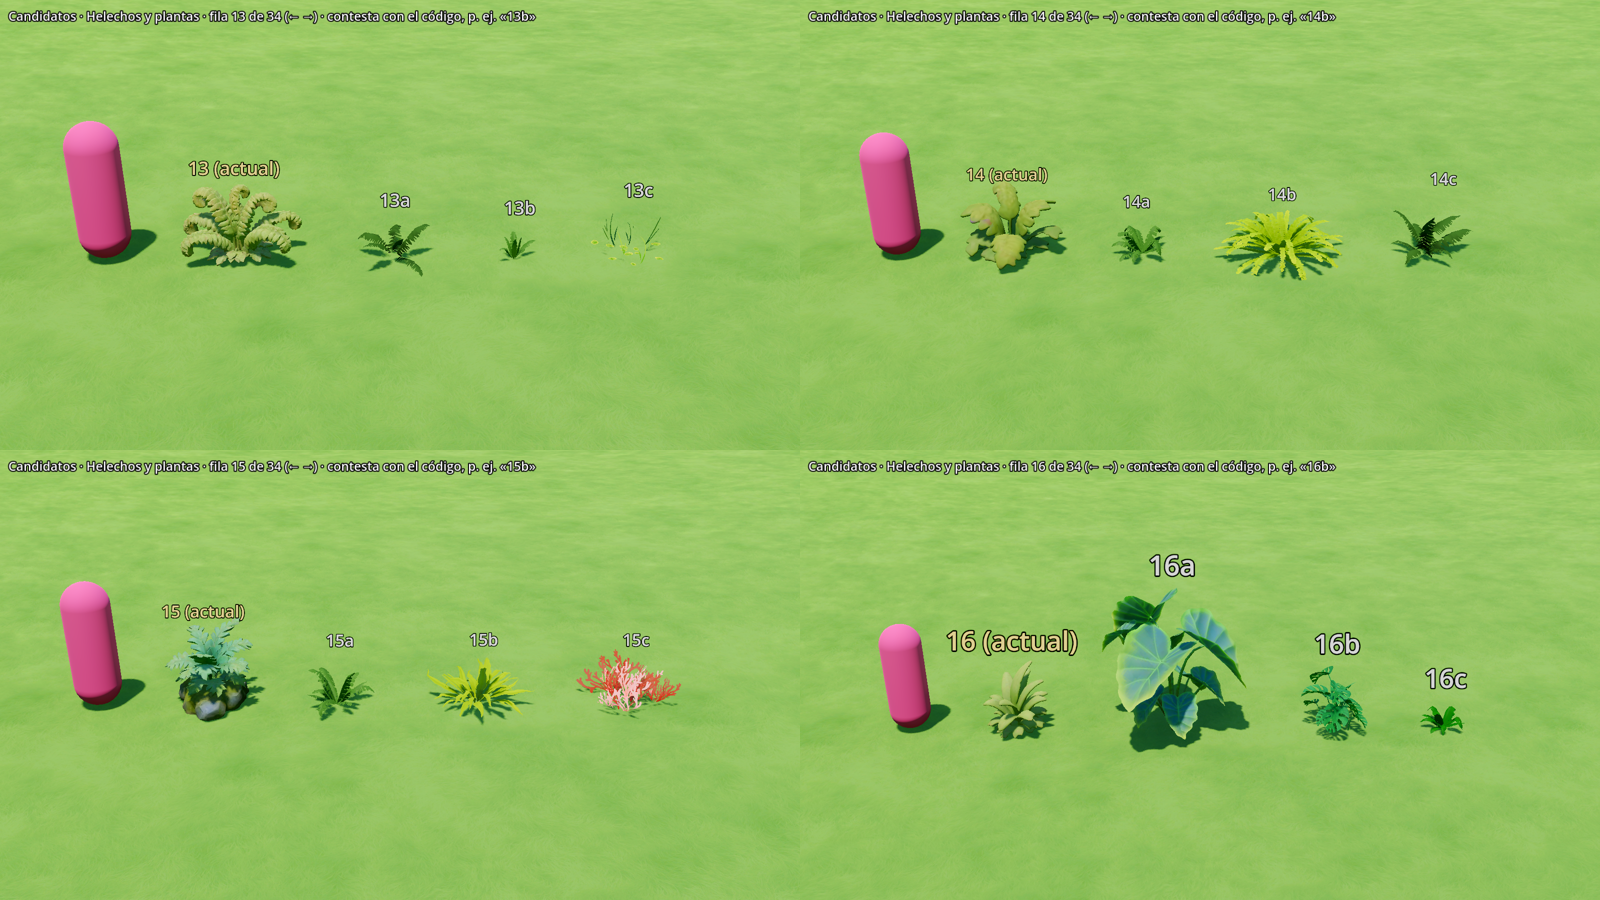 Candidatos · Helechos y plantas · fila 13 de 34 (← →) · contesta con el código, p. ej. «13b»
13 (actual)
13a
13b
13c
Candidatos · Helechos y plantas · fila 14 de 34 (← →) · contesta con el código, p. ej. «14b»
14 (actual)
14a
14b
14c
Candidatos · Helechos y plantas · fila 15 de 34 (← →) · contesta con el código, p. ej. «15b»
15 (actual)
15a
15b
15c
Candidatos · Helechos y plantas · fila 16 de 34 (← →) · contesta con el código, p. ej. «16b»
16 (actual)
16a
16b
16c